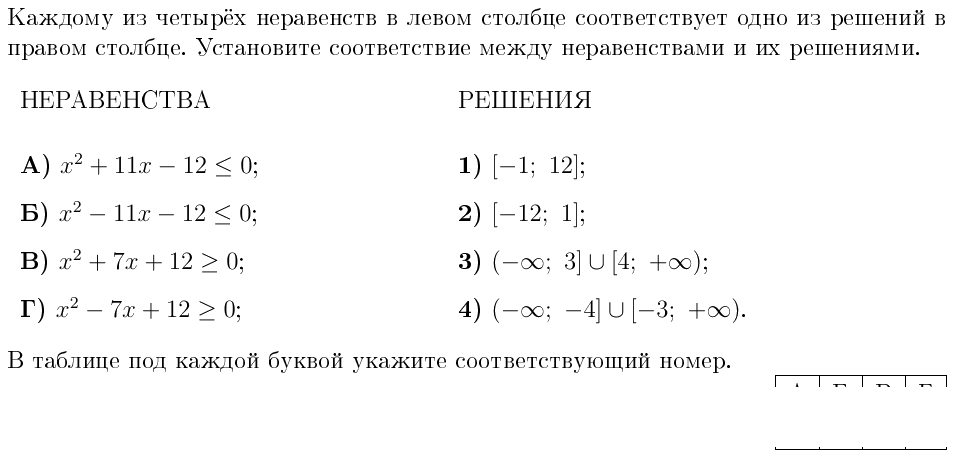 Каждому из четырёх неравенств в левом столбце соответствует одно из решений в
правом столбце. Установите соответствие между неравенствами и их решениями.
НЕРАВЕНСТВА РЕШЕНИЯ
А) x² + 11x − 12 ≤ 0; 1) [−1; 12];
Б) x² − 11x − 12 ≤ 0; 2) [−12; 1];
В) x² + 7x + 12 ≥ 0; 3) (−∞; 3] ∪ [4; +∞);
Г) x² − 7x + 12 ≥ 0; 4) (−∞; −4] ∪ [−3; +∞).
В таблице под каждой буквой укажите соответствующий номер.